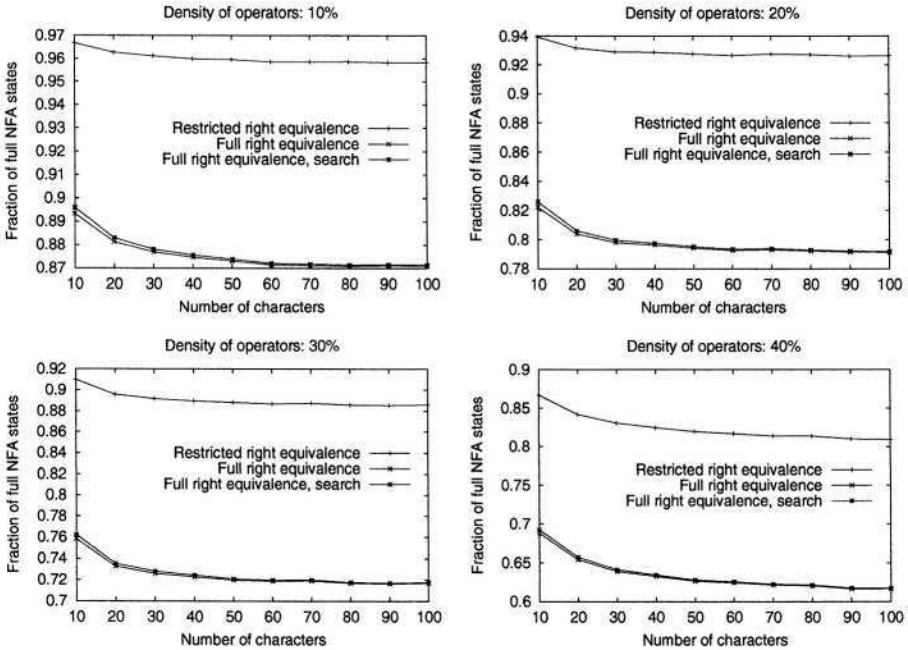 Density of operators: 10%
Fraction of full NFA states
0.97
0.96
0.95
0.94
0.93
0.92
0.91
0.9
0.89
0.88
0.87
Restricted right equivalence
Full right equivalence
Full right equivalence, search
10 20 30 40 50 60 70 80 90 100
Number of characters
Density of operators: 20%
Fraction of full NFA states
0.94
0.92
0.9
0.88
0.86
0.84
0.82
0.8
0.78
Restricted right equivalence
Full right equivalence
Full right equivalence, search
10 20 30 40 50 60 70 80 90 100
Number of characters
Density of operators: 30%
Fraction of full NFA states
0.92
0.9
0.88
0.86
0.84
0.82
0.8
0.78
0.76
0.74
0.72
0.7
Restricted right equivalence
Full right equivalence
Full right equivalence, search
10 20 30 40 50 60 70 80 90 100
Number of characters
Density of operators: 40%
Fraction of full NFA states
0.9
0.85
0.8
0.75
0.7
0.65
0.6
Restricted right equivalence
Full right equivalence
Full right equivalence, search
10 20 30 40 50 60 70 80 90 100
Number of characters